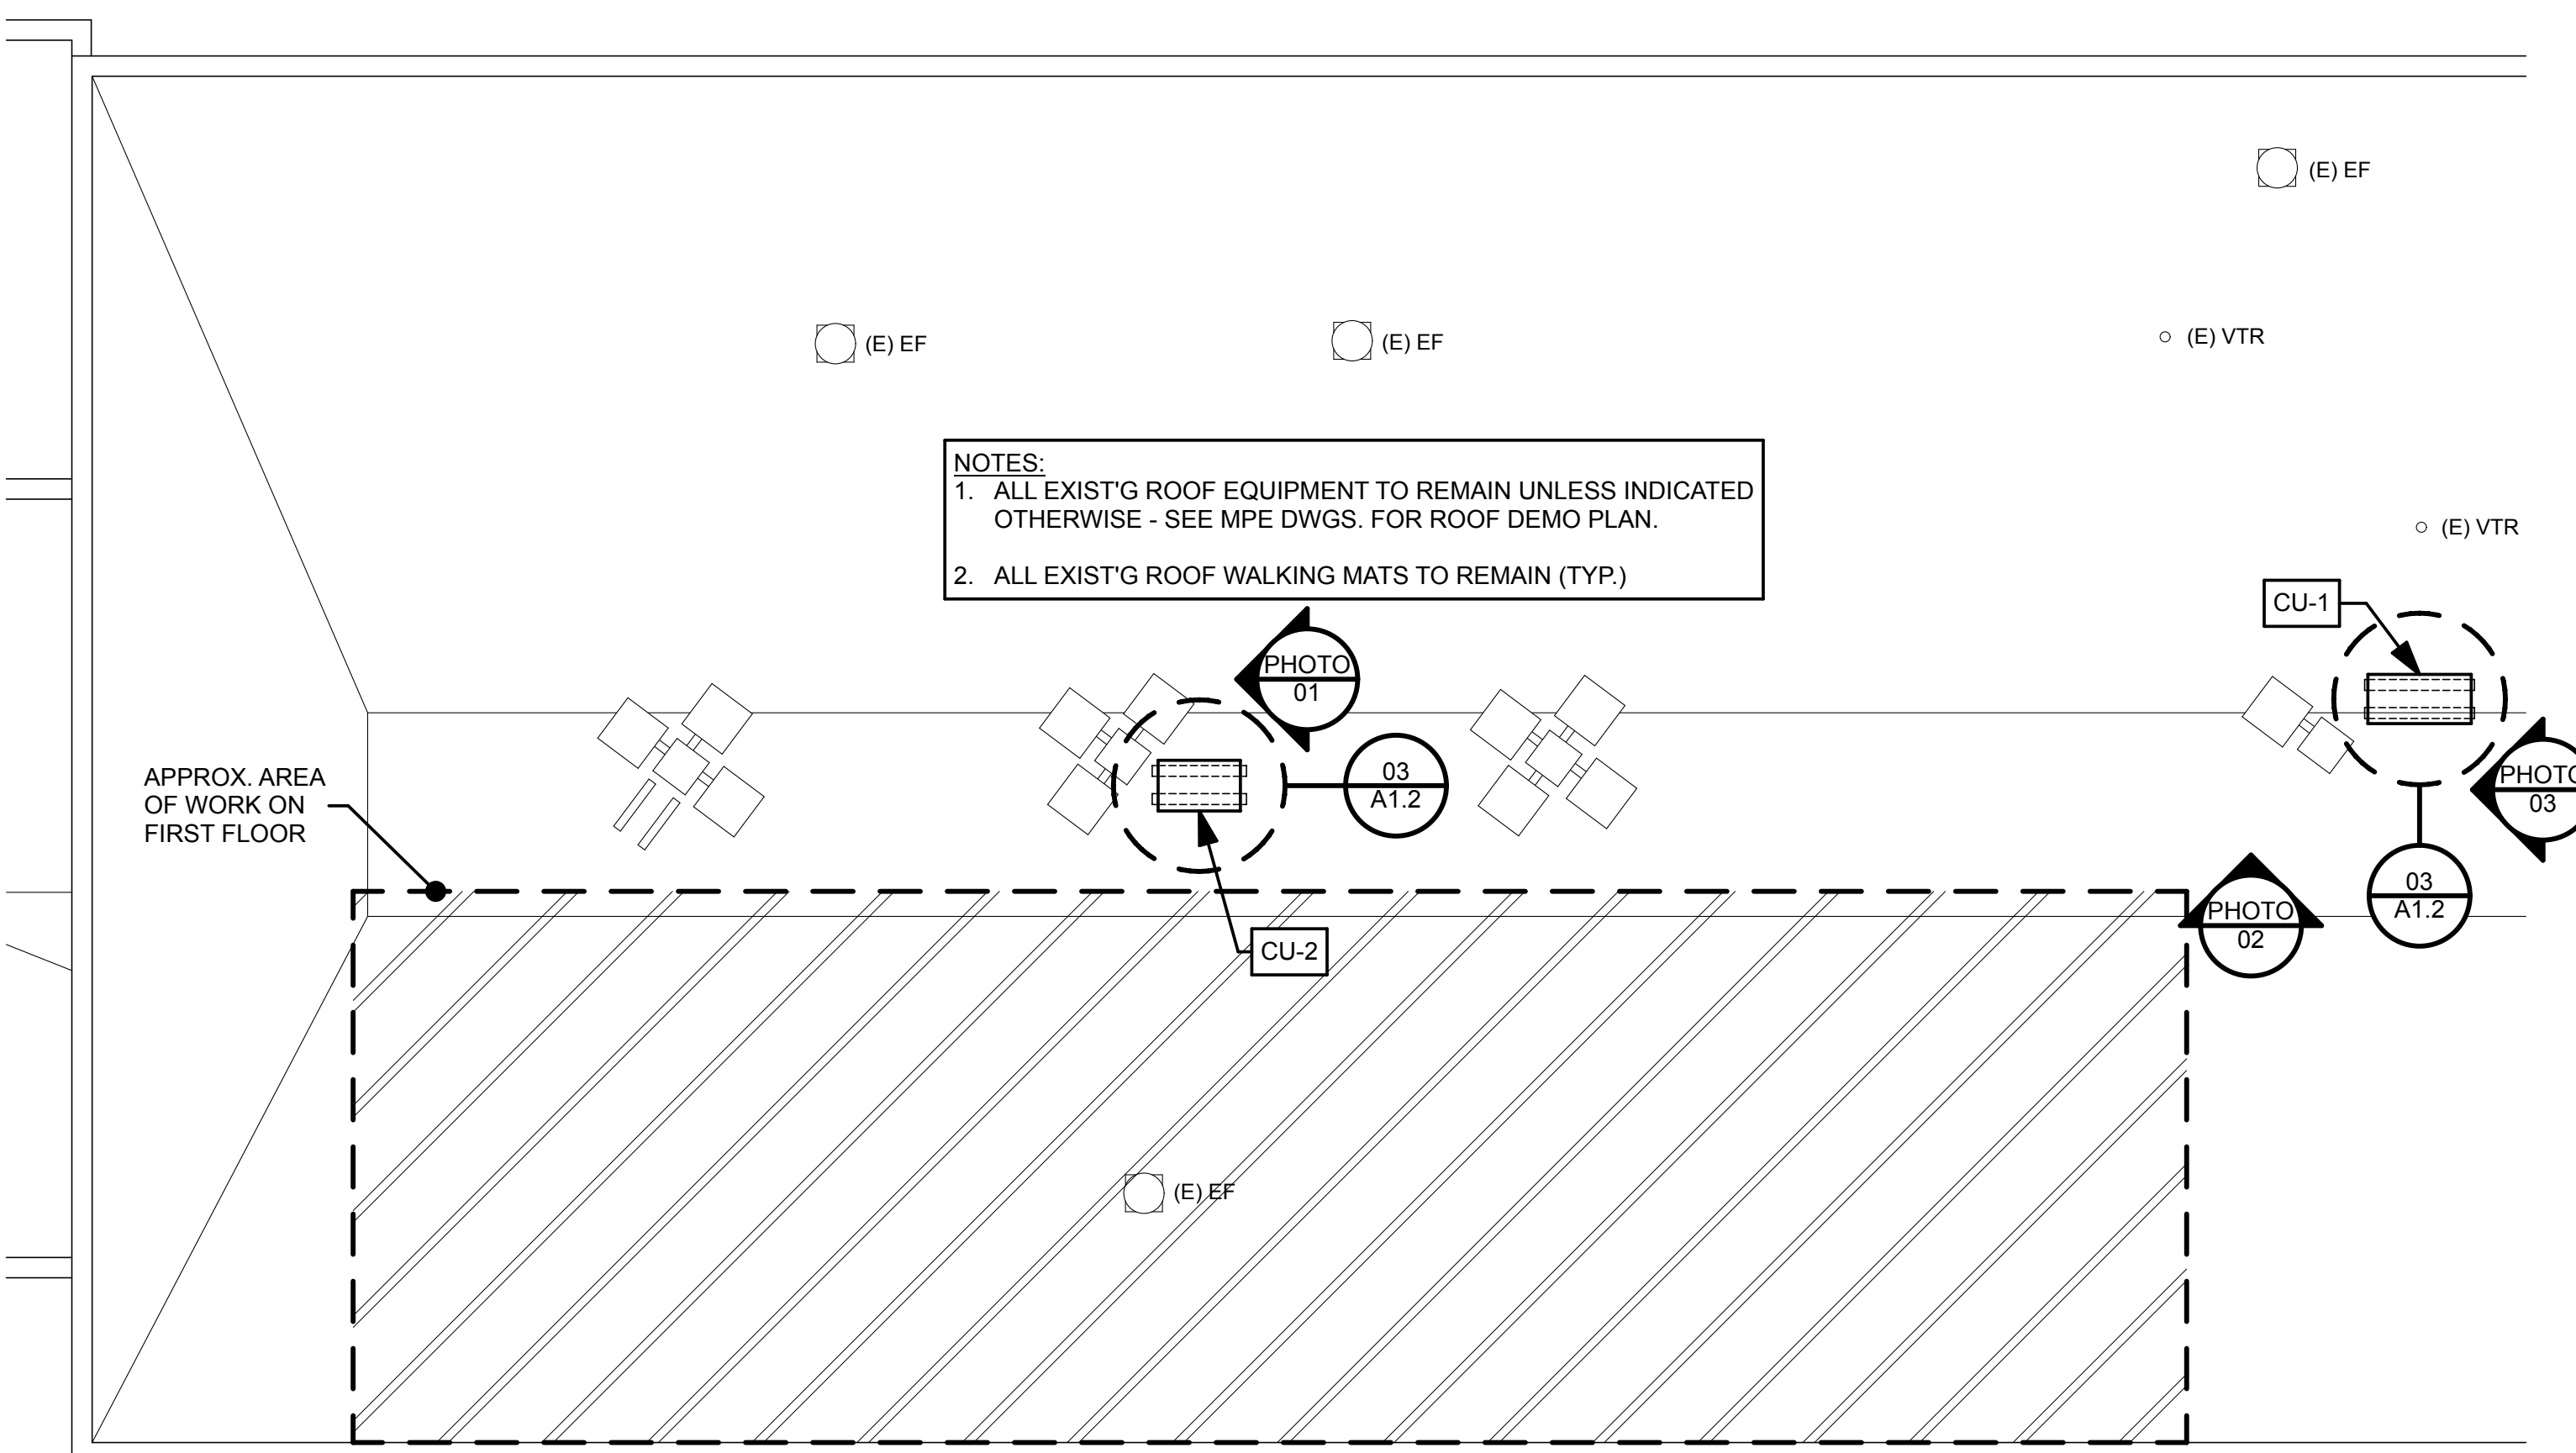 (E) EF
(E) EF
(E) EF
(E) VTR
NOTES:
1. ALL EXIST'G ROOF EQUIPMENT TO REMAIN UNLESS INDICATED
OTHERWISE - SEE MPE DWGS. FOR ROOF DEMO PLAN.
2. ALL EXIST'G ROOF WALKING MATS TO REMAIN (TYP.)
(E) VTR
CU-1
PHOTO
01
03
A1.2
APPROX. AREA
OF WORK ON
FIRST FLOOR
PHOTO
03
03
A1.2
PHOTO
02
CU-2
(E) EF